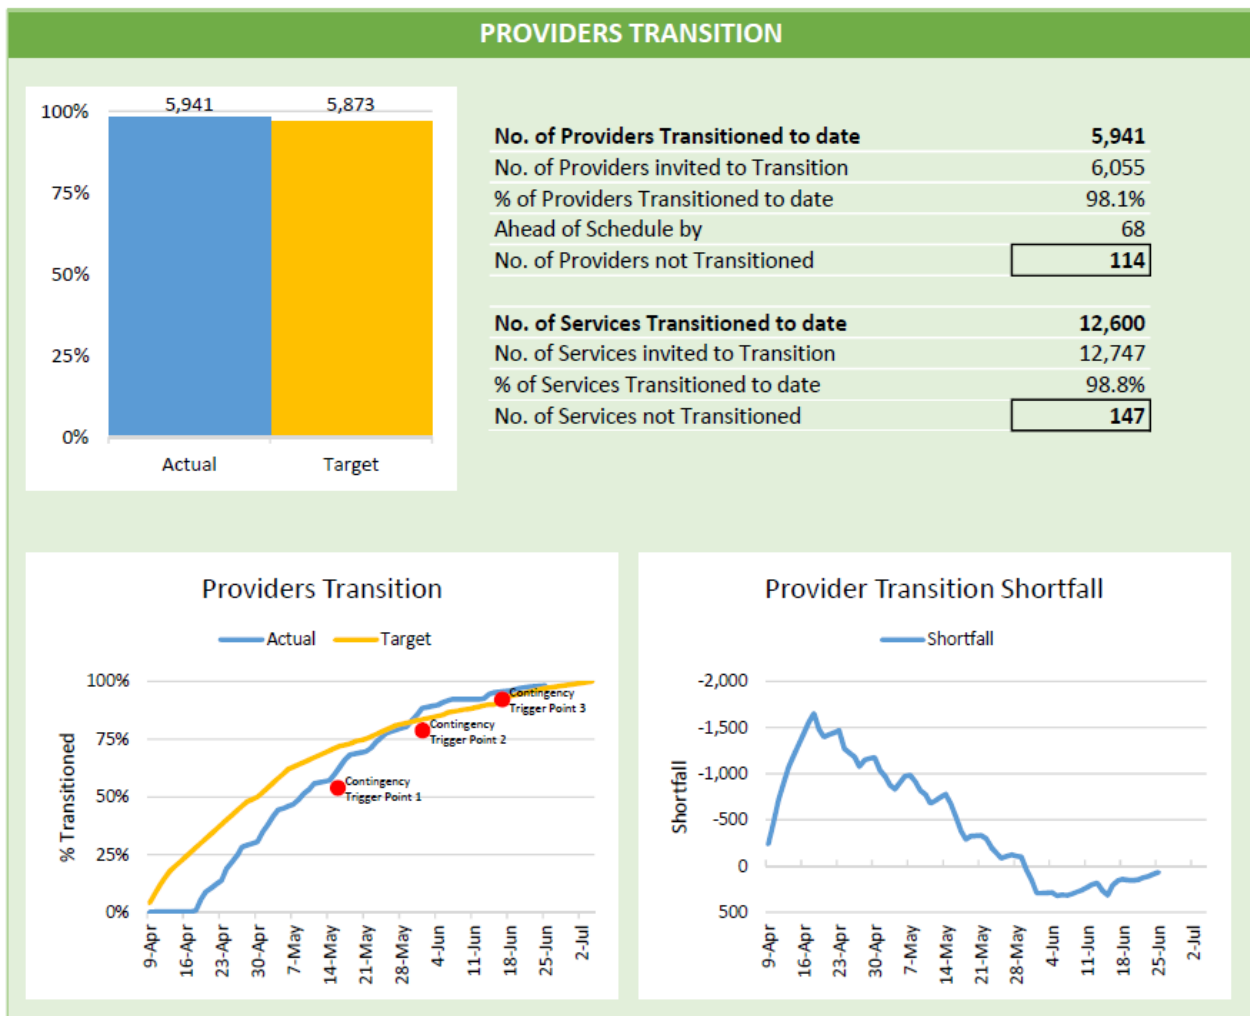 PROVIDERS TRANSITION
100%
75%
50%
25%
0%
5,941
5,873
Actual
Target
No. of Providers Transitioned to date 5,941
No. of Providers invited to Transition 6,055
% of Providers Transitioned to date 98.1%
Ahead of Schedule by 68
No. of Providers not Transitioned 114
No. of Services Transitioned to date 12,600
No. of Services invited to Transition 12,747
% of Services Transitioned to date 98.8%
No. of Services not Transitioned 147
Providers Transition
Actual Target
% Transitioned
100%
75%
50%
25%
0%
Contingency
Trigger Point 1
Contingency
Trigger Point 2
Contingency
Trigger Point 3
9-Apr
16-Apr
23-Apr
30-Apr
7-May
14-May
21-May
28-May
4-Jun
11-Jun
18-Jun
25-Jun
2-Jul
Provider Transition Shortfall
Shortfall
Shortfall
-2,000
-1,500
-1,000
-500
0
500
9-Apr
16-Apr
23-Apr
30-Apr
7-May
14-May
21-May
28-May
4-Jun
11-Jun
18-Jun
25-Jun
2-Jul